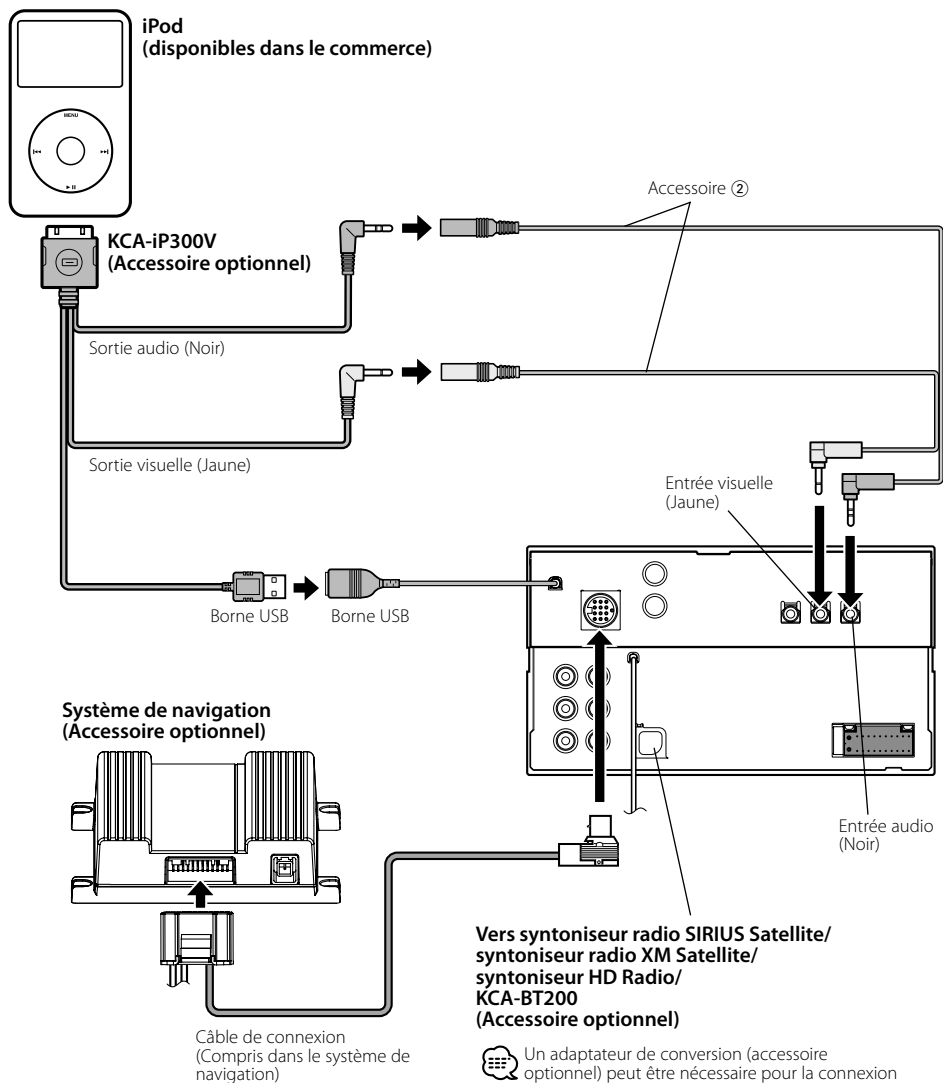 iPod
(disponibles dans le commerce)
MENU
Accessoire ②
KCA-iP300V
(Accessoire optionnel)
Sortie audio (Noir)
Sortie visuelle (Jaune)
Entrée visuelle
(Jaune)
Borne USB
Borne USB
Système de navigation
(Accessoire optionnel)
Entrée audio
(Noir)
Vers syntoniseur radio SIRIUS Satellite/
syntoniseur radio XM Satellite/
syntoniseur HD Radio/
KCA-BT200
(Accessoire optionnel)
Câble de connexion
(Compris dans le système de
navigation)
Un adaptateur de conversion (accessoire
optionnel) peut être nécessaire pour la connexion